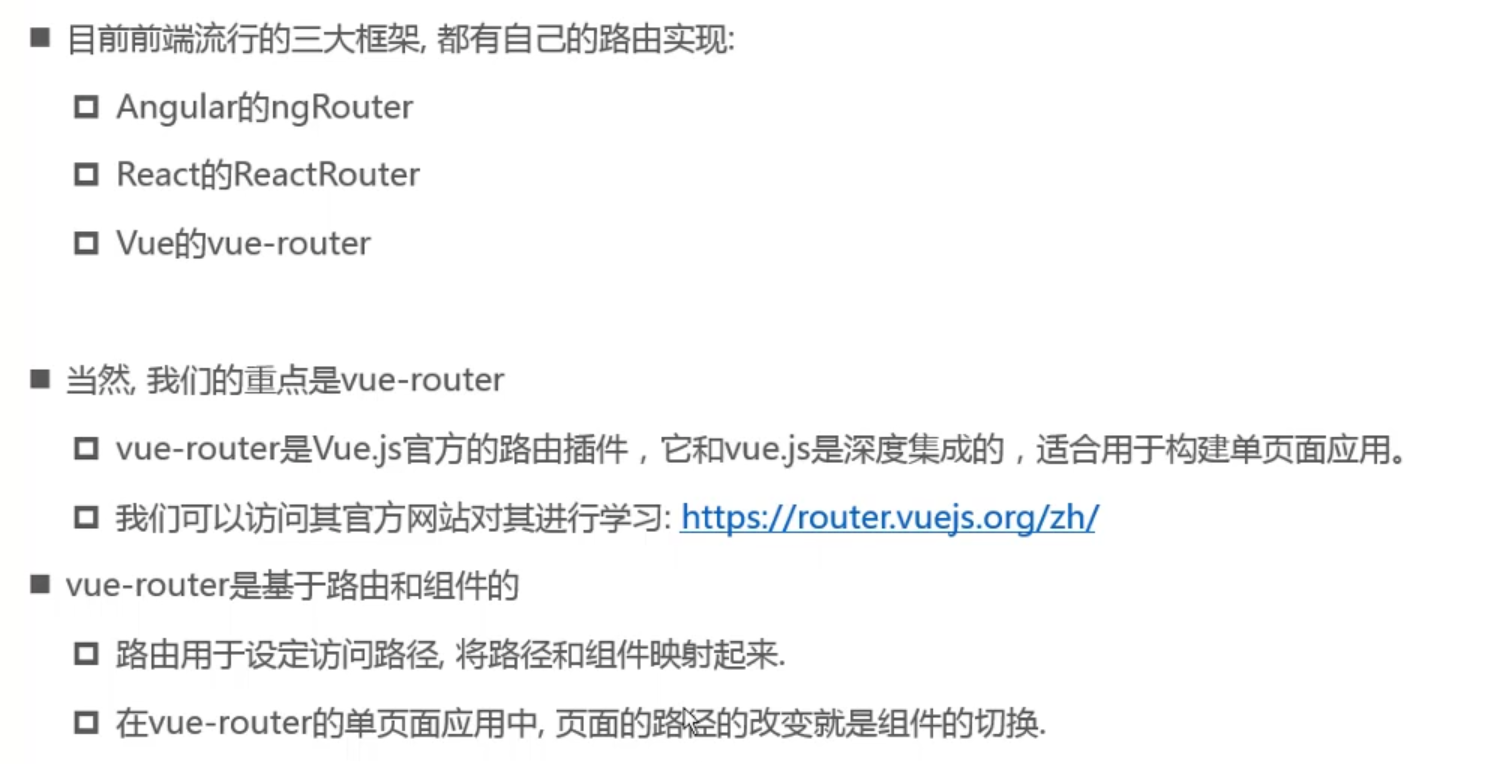 目前前端流行的三大框架, 都有自己的路由实现:
Angular的ngRouter
React的ReactRouter
Vue的vue-router
当然, 我们的重点是vue-router
vue-router是Vue.js官方的路由插件，它和vue.js是深度集成的，适合用于构建单页面应用。
我们可以访问其官方网站对其进行学习: https://router.vuejs.org/zh/
vue-router是基于路由和组件的
路由用于设定访问路径, 将路径和组件映射起来.
在vue-router的单页面应用中, 页面的路径的改变就是组件的切换.